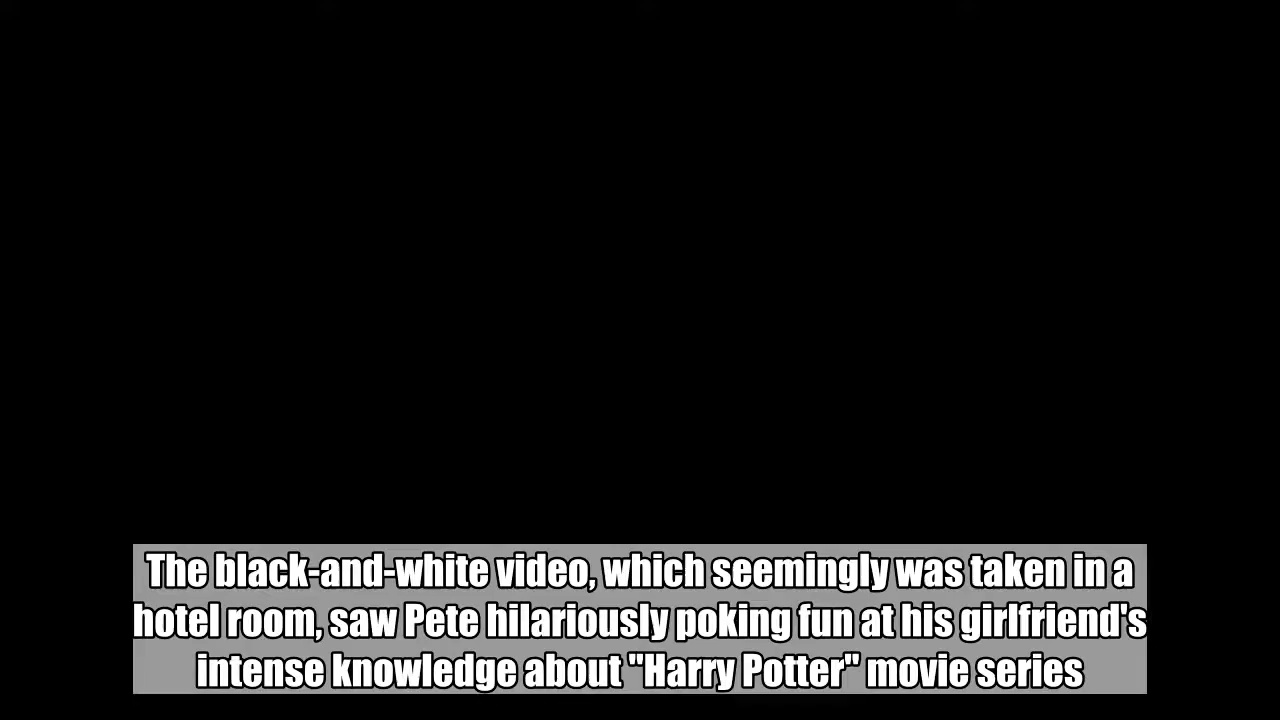 The black-and-white video, which seemingly was taken in a
hotel room, saw Pete hilariously poking fun at his girlfriend's
intense knowledge about "Harry Potter" movie series